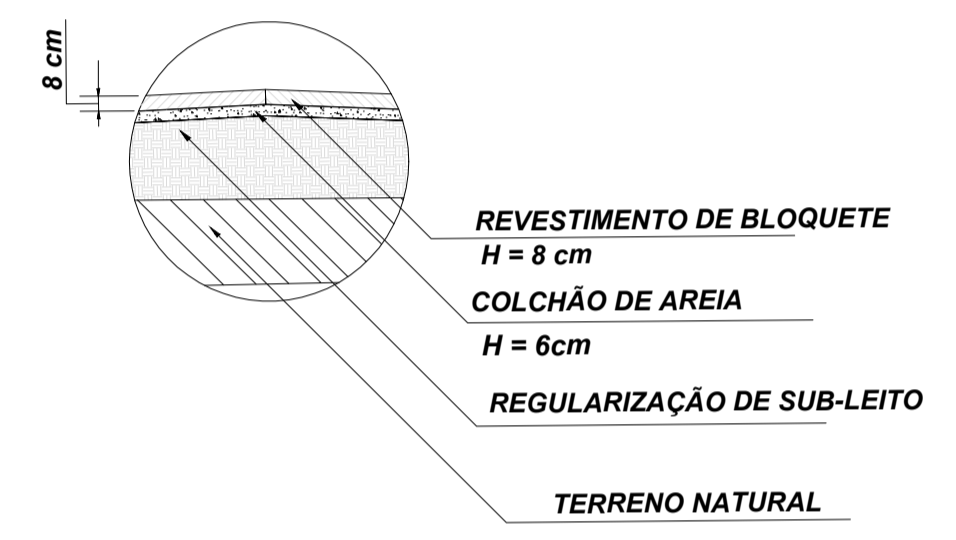 8 cm
REVESTIMENTO DE BLOQUETE
H = 8 cm
COLCHÃO DE AREIA
H = 6cm
REGULARIZAÇÃO DE SUB-LEITO
TERRENO NATURAL